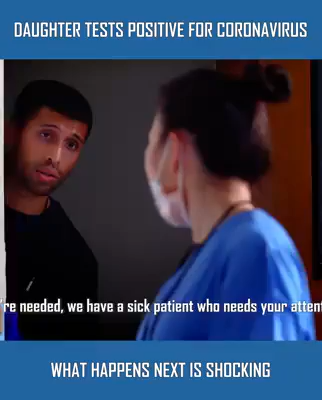 DAUGHTER TESTS POSITIVE FOR CORONAVIRUS
're needed, we have a sick patient who needs your atten
WHAT HAPPENS NEXT IS SHOCKING